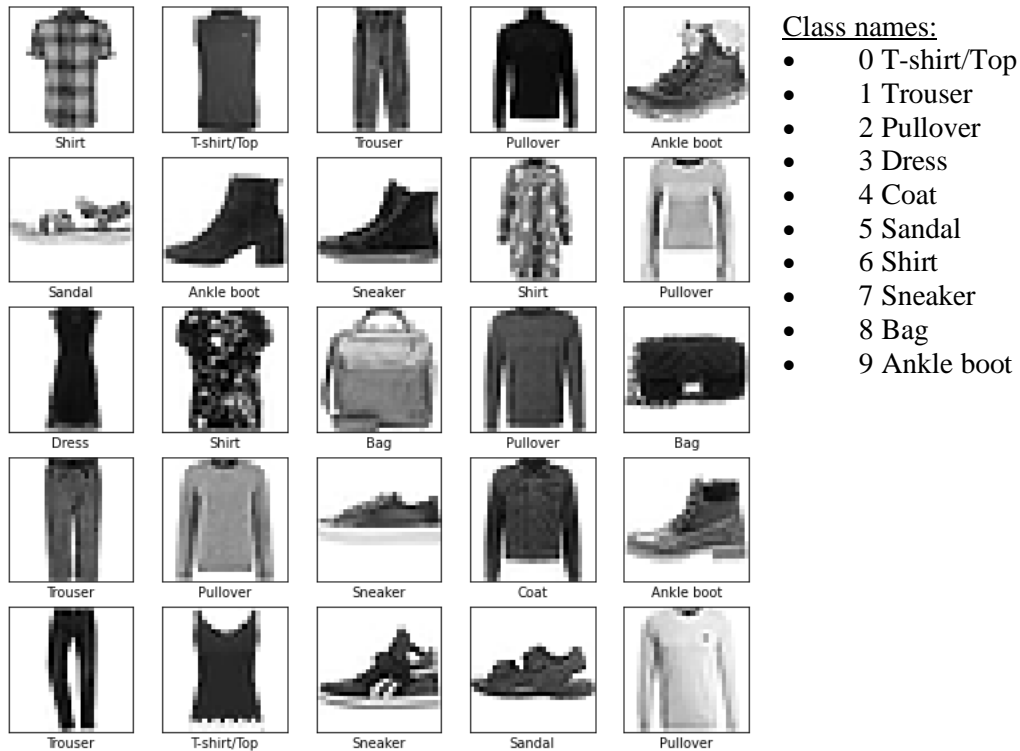 Shirt T-shirt/Top Trouser Pullover Ankle boot
Sandal Ankle boot Sneaker Shirt Pullover
Dress Shirt Bag Pullover Bag
Trouser Pullover Sneaker Coat Ankle boot
Trouser T-shirt/Top Sneaker Sandal Pullover
Class names:
• 0 T-shirt/Top
• 1 Trouser
• 2 Pullover
• 3 Dress
• 4 Coat
• 5 Sandal
• 6 Shirt
• 7 Sneaker
• 8 Bag
• 9 Ankle boot